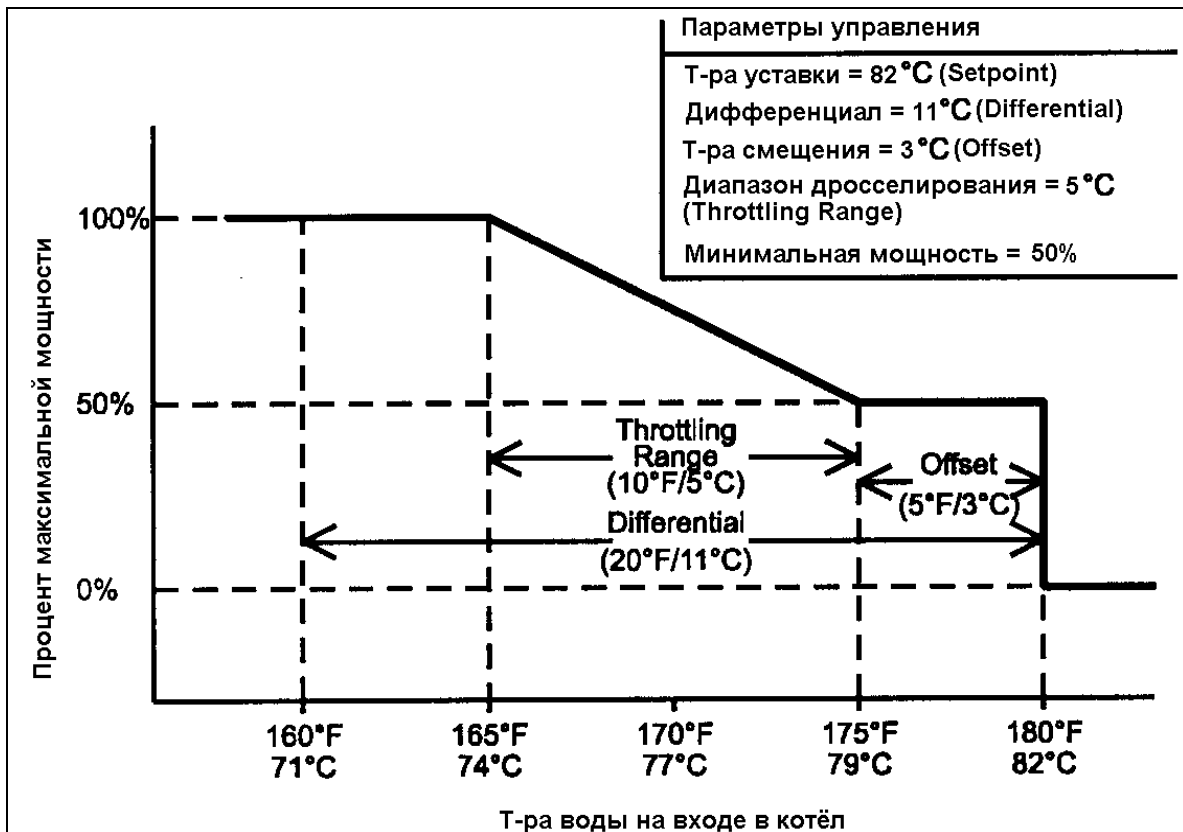 Параметры управления
Т-ра уставки = 82°C (Setpoint)
Дифференциал = 11°C (Differential)
Т-ра смещения = 3°C (Offset)
Диапазон дросселирования = 5°C
(Throttling Range)
Минимальная мощность = 50%
Процент максимальной мощности
100%
50%
0%
Throttling
Range
(10°F/5°C)
Offset
(5°F/3°C)
Differential
(20°F/11°C)
160°F 165°F 170°F 175°F 180°F
71°C 74°C 77°C 79°C 82°C
Т-ра воды на входе в котёл